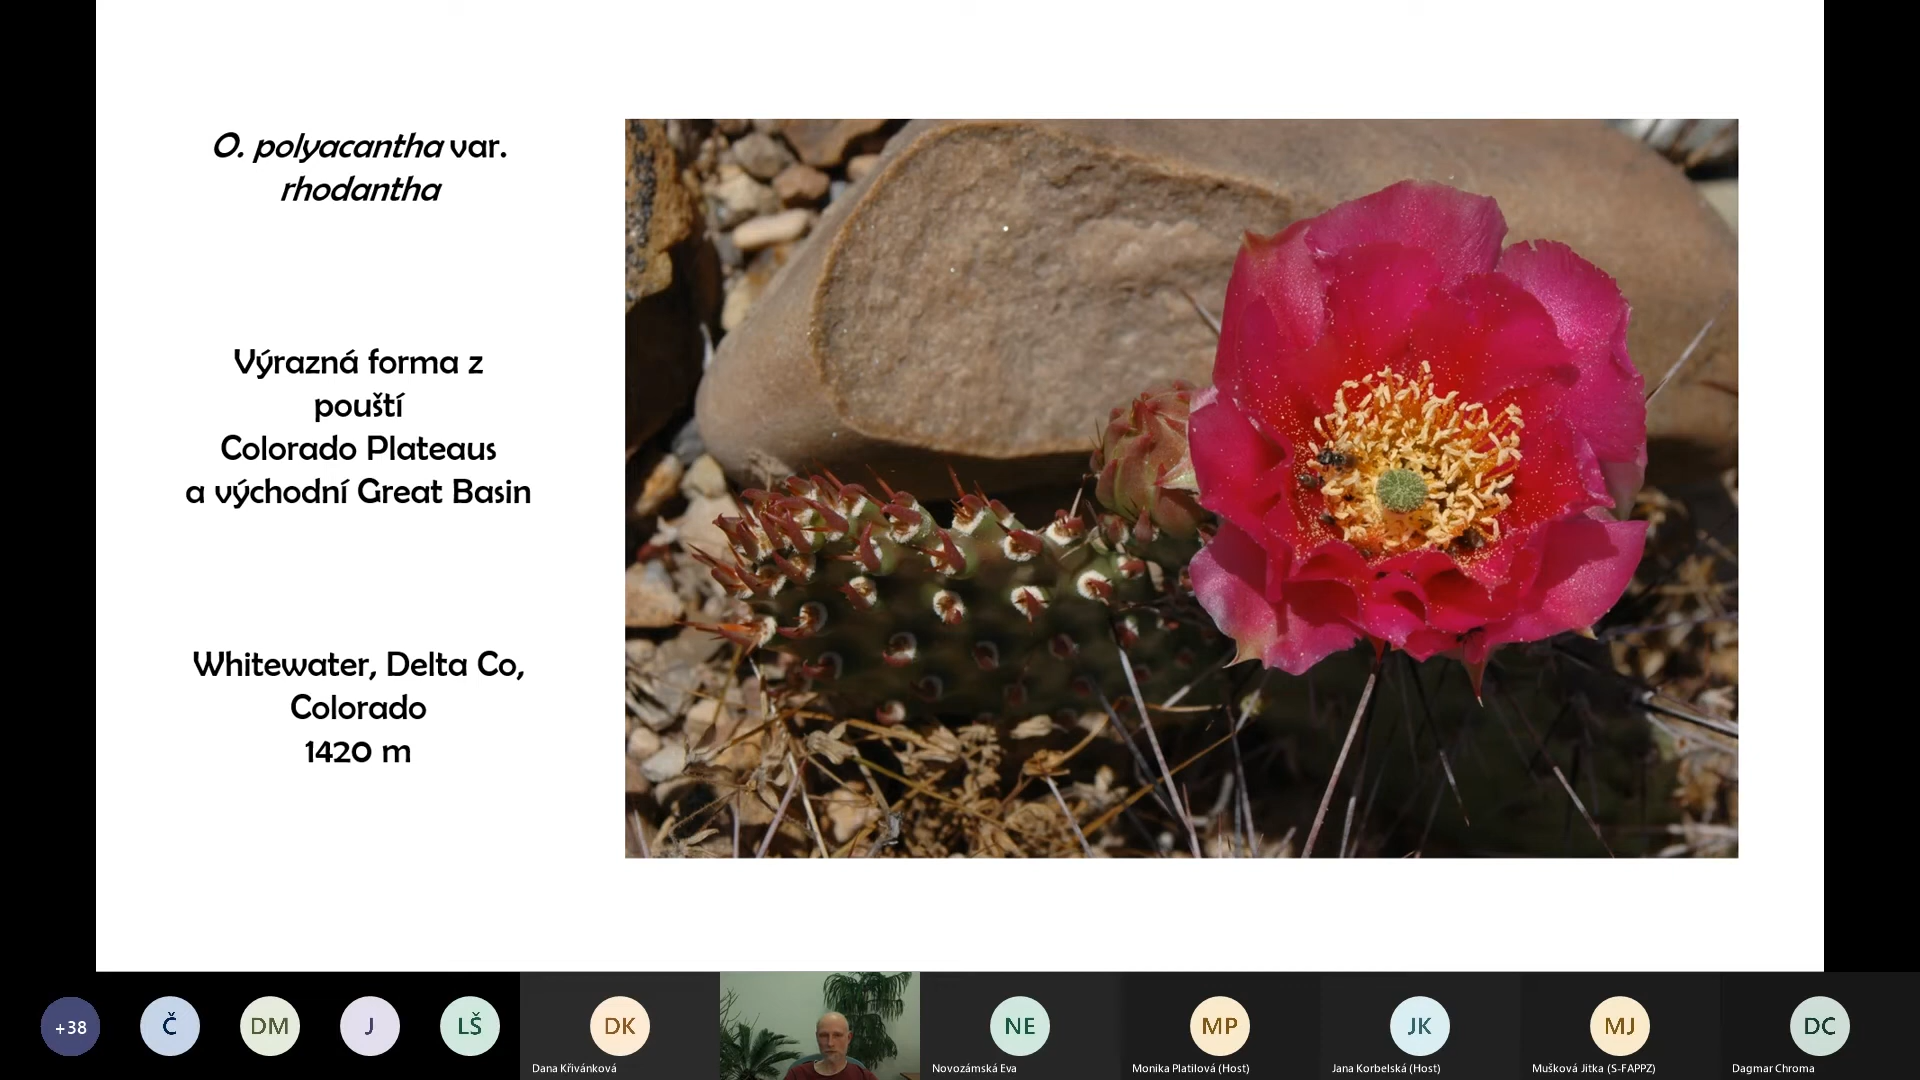 O. polyacantha var.
rhodantha
Výrazná forma z
pouští
Colorado Plateaus
a východní Great Basin
Whitewater, Delta Co,
Colorado
1420 m
+38
Č
DM
J
LŠ
DK
Dana Křivánková
NE
Novozámská Eva
MP
Monika Platilová (Host)
JK
Jana Korbelská (Host)
MJ
Mušková Jitka (S-FAPPZ)
DC
Dagmar Chroma